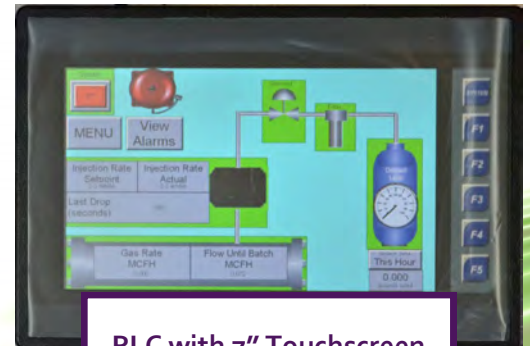 MENU
View
Alarms
Injection Rate
Setpoint
Injection Rate
Actual
Last Drop
(seconds)
Gas Rate
MCFH
Flow Until Batch
MCFH
This Hour
0.000
F1
F2
F3
F4
F5
PLC with 7” Touchscreen